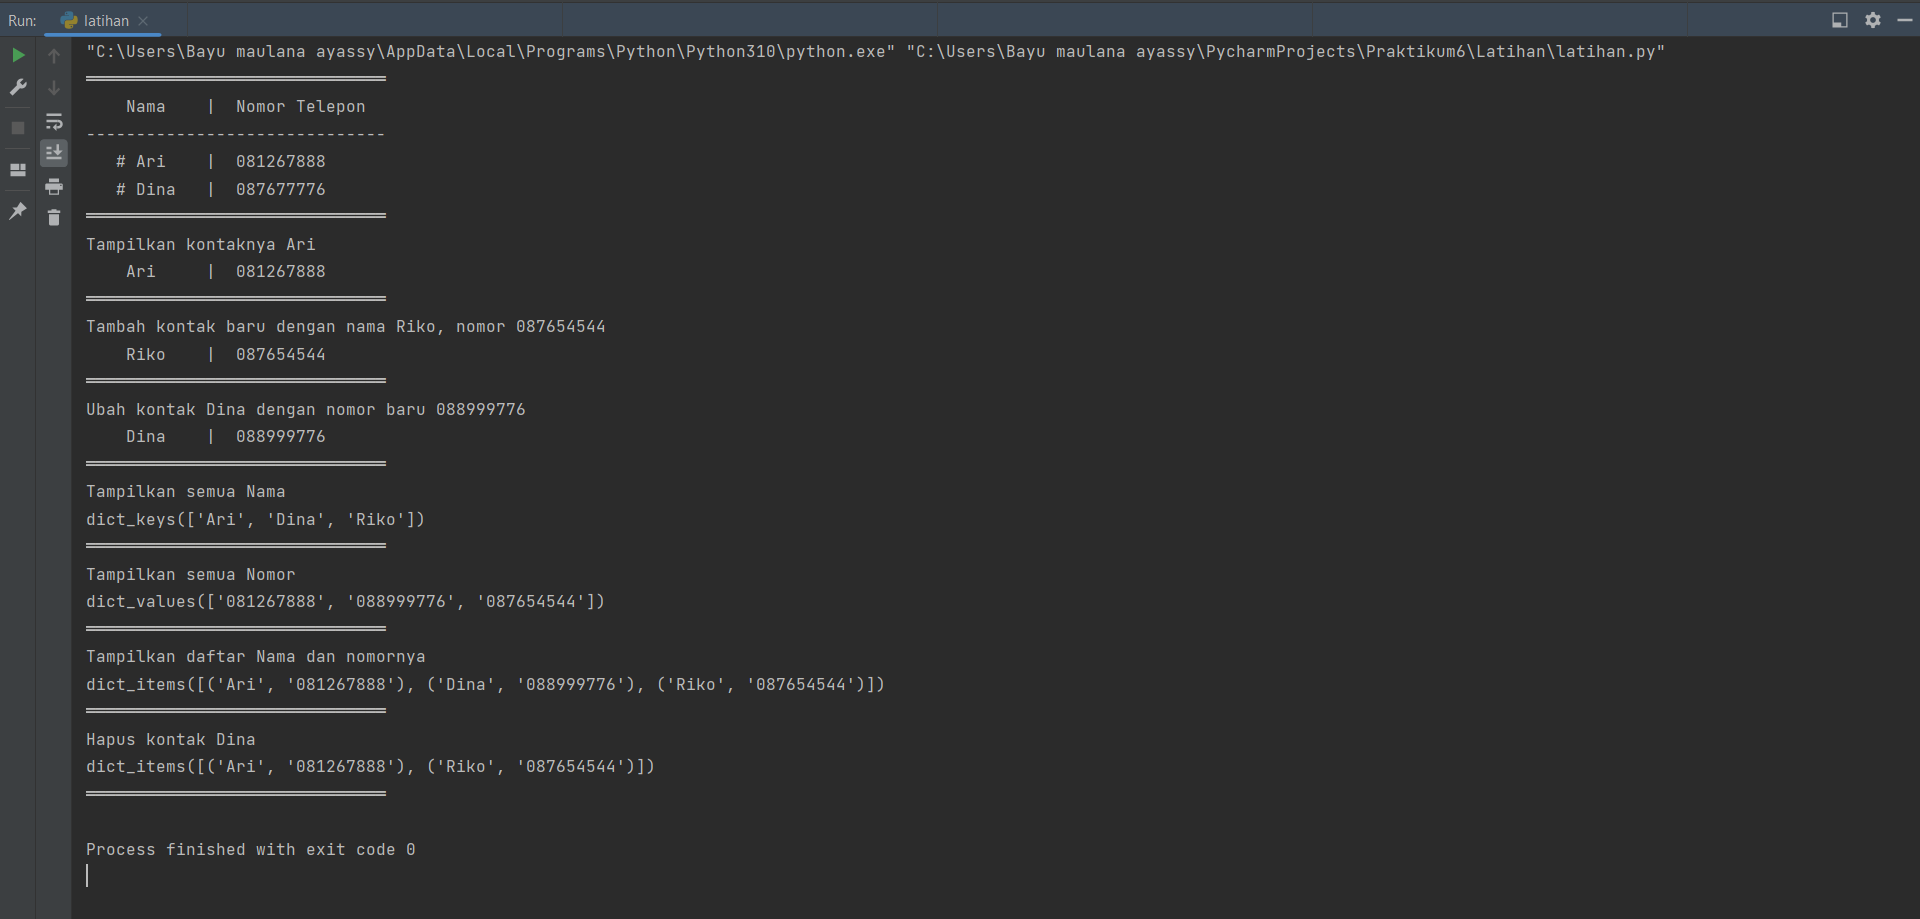 Run: latihan
"C:\Users\Bayu maulana ayassy\AppData\Local\Programs\Python\Python310\python.exe" "C:\Users\Bayu maulana ayassy\PycharmProjects\Praktikum6\Latihan\latihan.py"
==============================
    Nama    |  Nomor Telepon
------------------------------
   # Ari    |  081267888
   # Dina   |  087677776
==============================
Tampilkan kontaknya Ari
    Ari     |  081267888
==============================
Tambah kontak baru dengan nama Riko, nomor 087654544
    Riko    |  087654544
==============================
Ubah kontak Dina dengan nomor baru 088999776
    Dina    |  088999776
==============================
Tampilkan semua Nama
dict_keys(['Ari', 'Dina', 'Riko'])
==============================
Tampilkan semua Nomor
dict_values(['081267888', '088999776', '087654544'])
==============================
Tampilkan daftar Nama dan nomornya
dict_items([('Ari', '081267888'), ('Dina', '088999776'), ('Riko', '087654544')])
==============================
Hapus kontak Dina
dict_items([('Ari', '081267888'), ('Riko', '087654544')])
==============================
Process finished with exit code 0